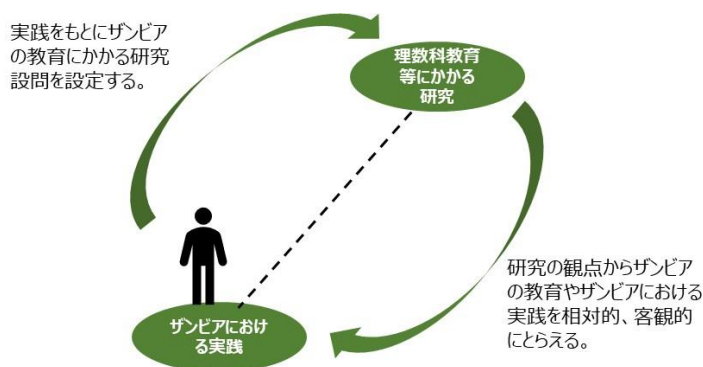 実践をもとにザンビア
の教育にかかる研究
設問を設定する。
理数科教育
等にかかる
研究
研究の観点からザンビア
の教育やザンビアにおける
実践を相対的、客観的
にとらえる。
ザンビアにおけ
る実践